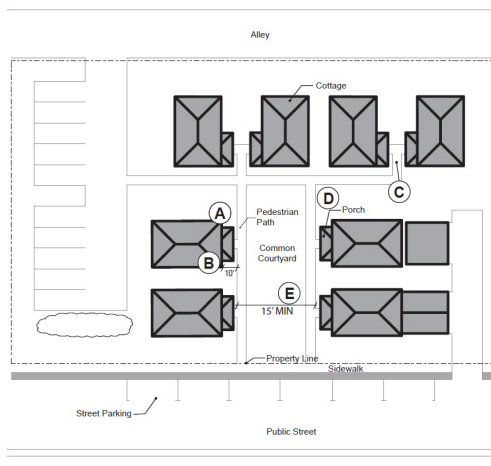 Alley
Cottage
C
A
D
Pedestrian
Path
Porch
Common
Courtyard
B
10'
E
15' MIN
Property Line
Sidewalk
Street Parking
Public Street